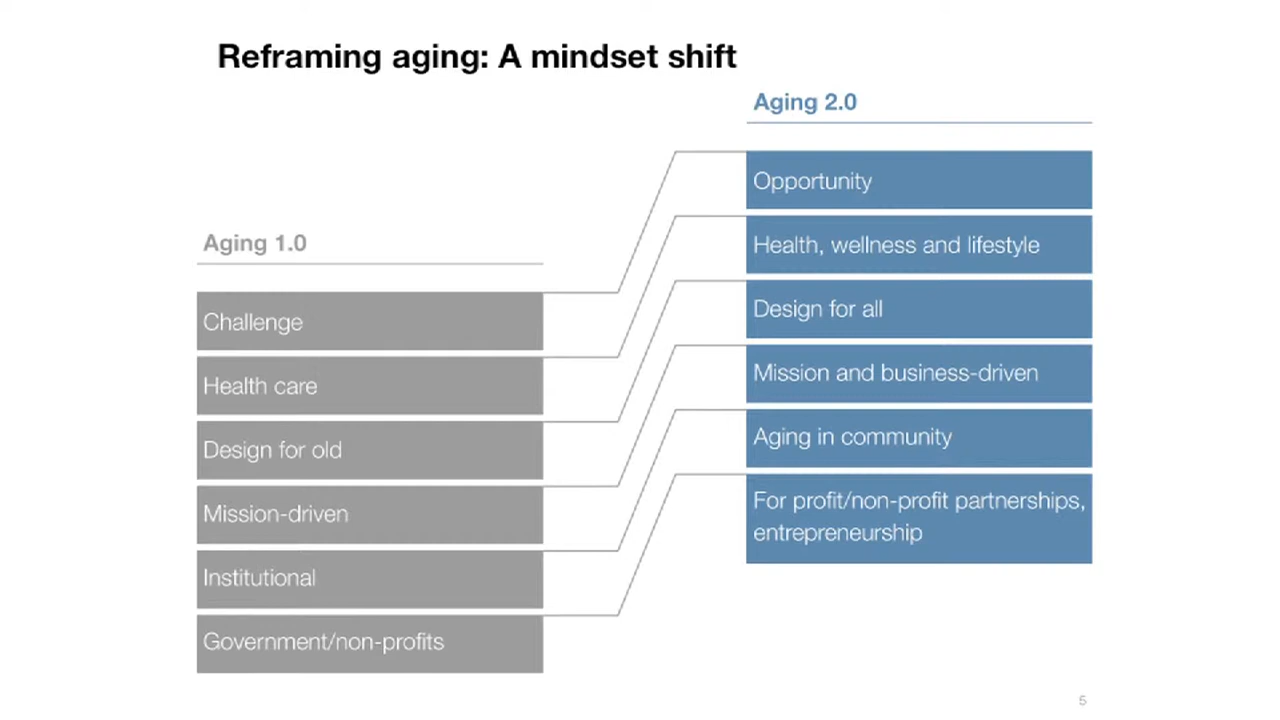 Reframing aging: A mindset shift
Aging 1.0
Challenge
Health care
Design for old
Mission-driven
Institutional
Government/non-profits
Aging 2.0
Opportunity
Health, wellness and lifestyle
Design for all
Mission and business-driven
Aging in community
For profit/non-profit partnerships,
entrepreneurship
5